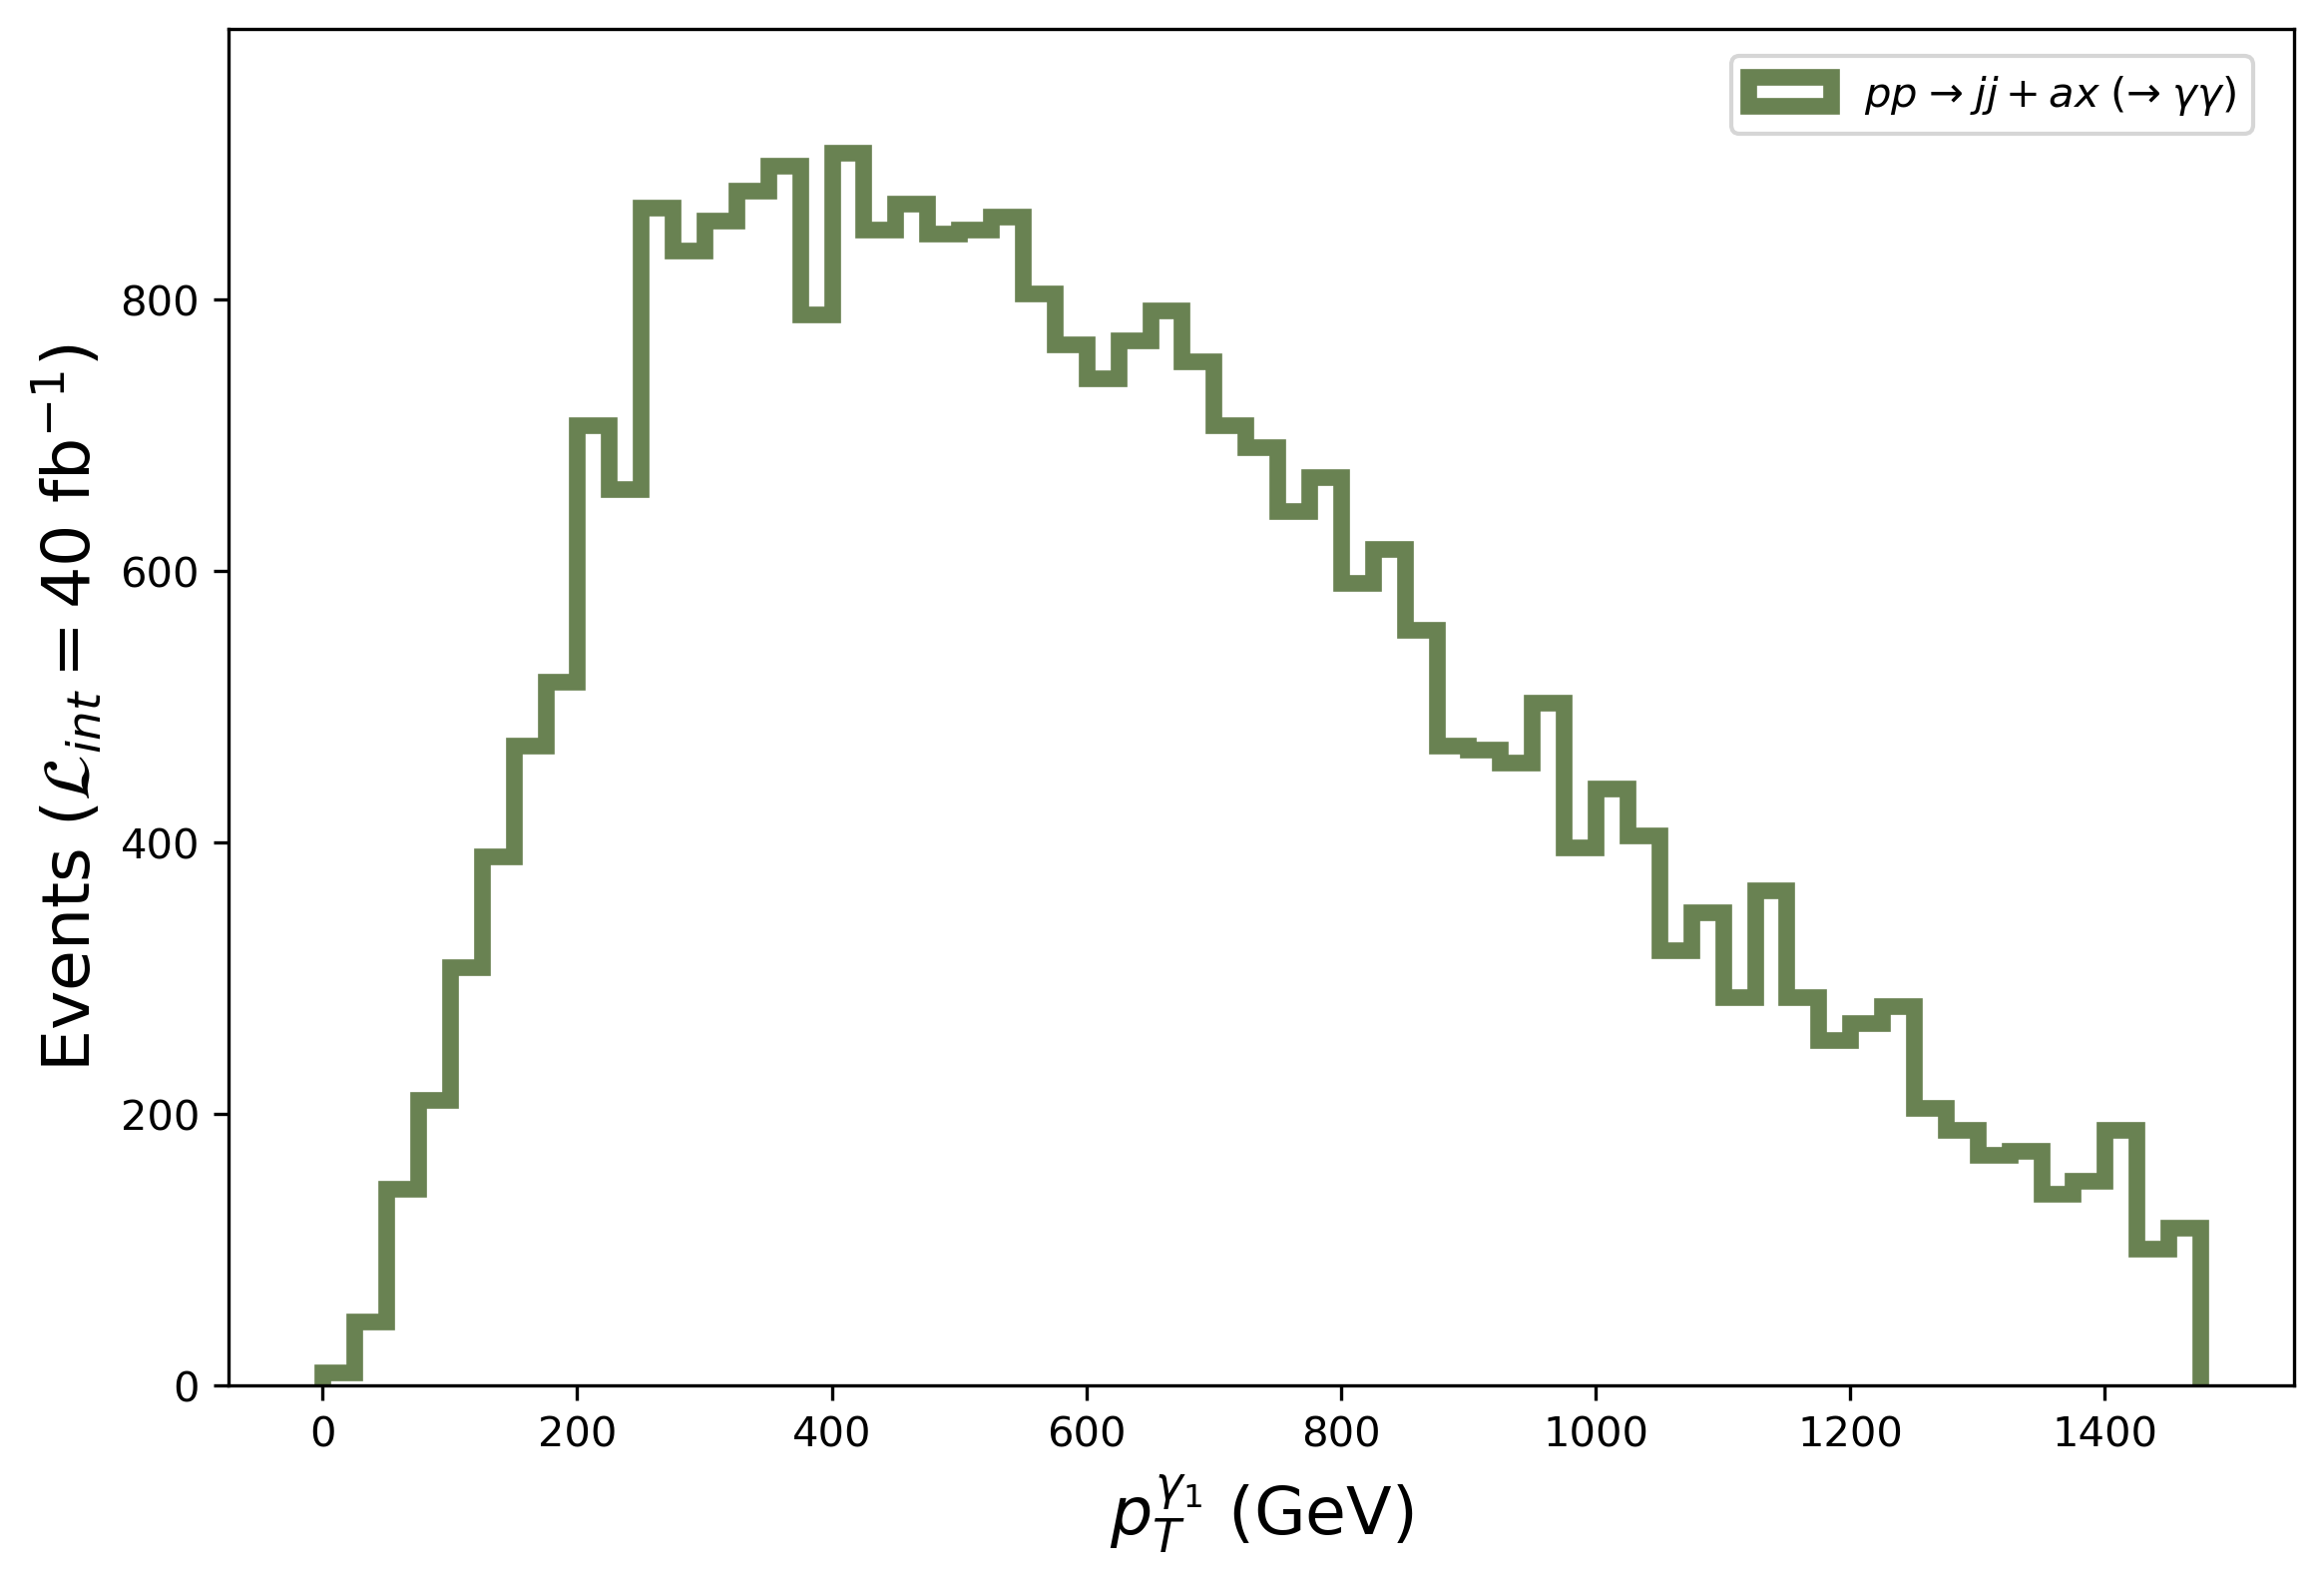 pp → jj + ax (→ γγ)
Events (ℒ_int = 40 fb⁻¹)
800
600
400
200
0
0 200 400 600 800 1000 1200 1400
p_T^{γ₁} (GeV)